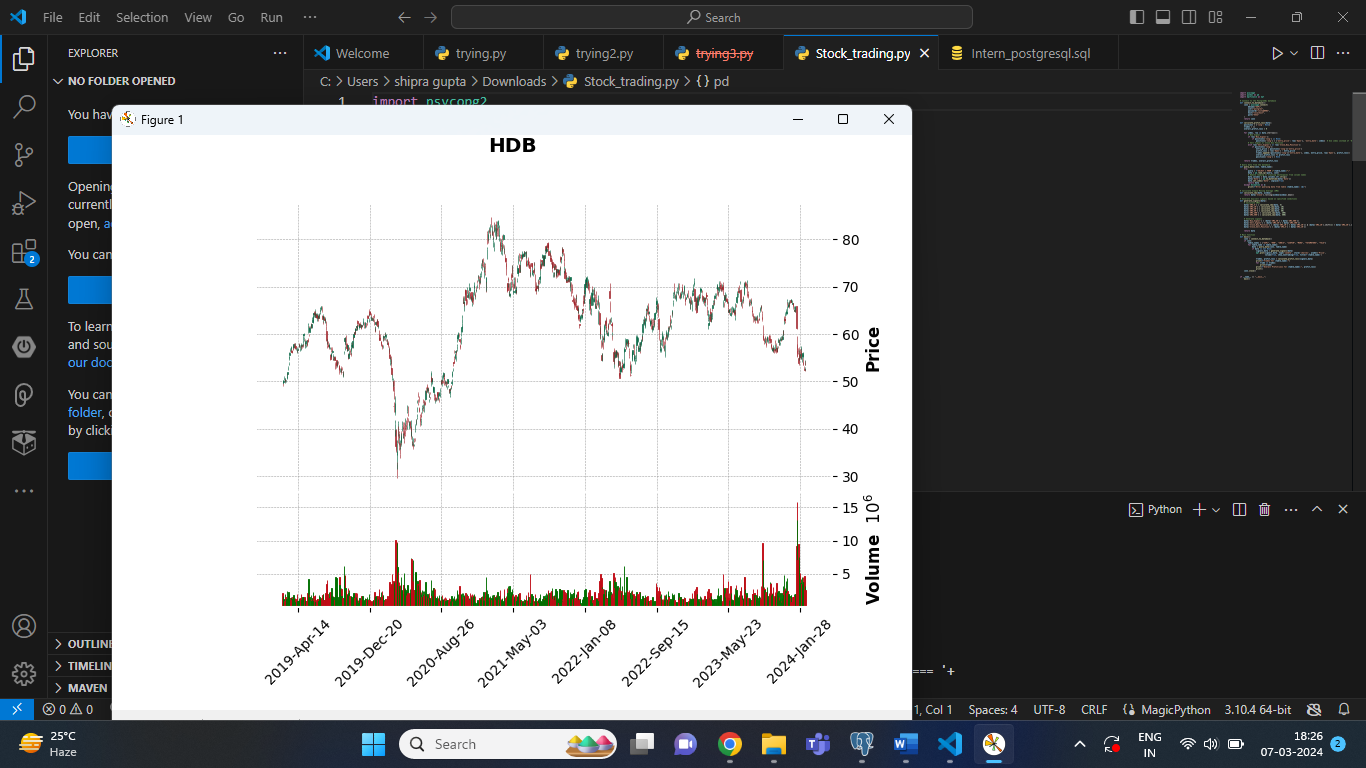 File Edit Selection View Go Run ··· Search
EXPLORER ···
Welcome trying.py trying2.py trying3.py Stock_trading.py Intern_postgresql.sql ···
NO FOLDER OPENED
C: > Users > shipra gupta > Downloads > Stock_trading.py > {} pd
1 import psycopg2
You hav
Opening
currently
open, a
You can
To learn
and sou
our doc
You can
folder, o
by clicki
2
Figure 1
HDB
80
70
60
50
40
30
Price
15
10
5
Volume 10^6
2019-Apr-14
2019-Dec-20
2020-Aug-26
2021-May-03
2022-Jan-08
2022-Sep-15
2023-May-23
2024-Jan-28
Python
=== '+
OUTLINE
TIMELIN
MAVEN
0 0
1, Col 1 Spaces: 4 UTF-8 CRLF {} MagicPython 3.10.4 64-bit
25°C
Haze
Search
ENG
IN
18:26
07-03-2024
2